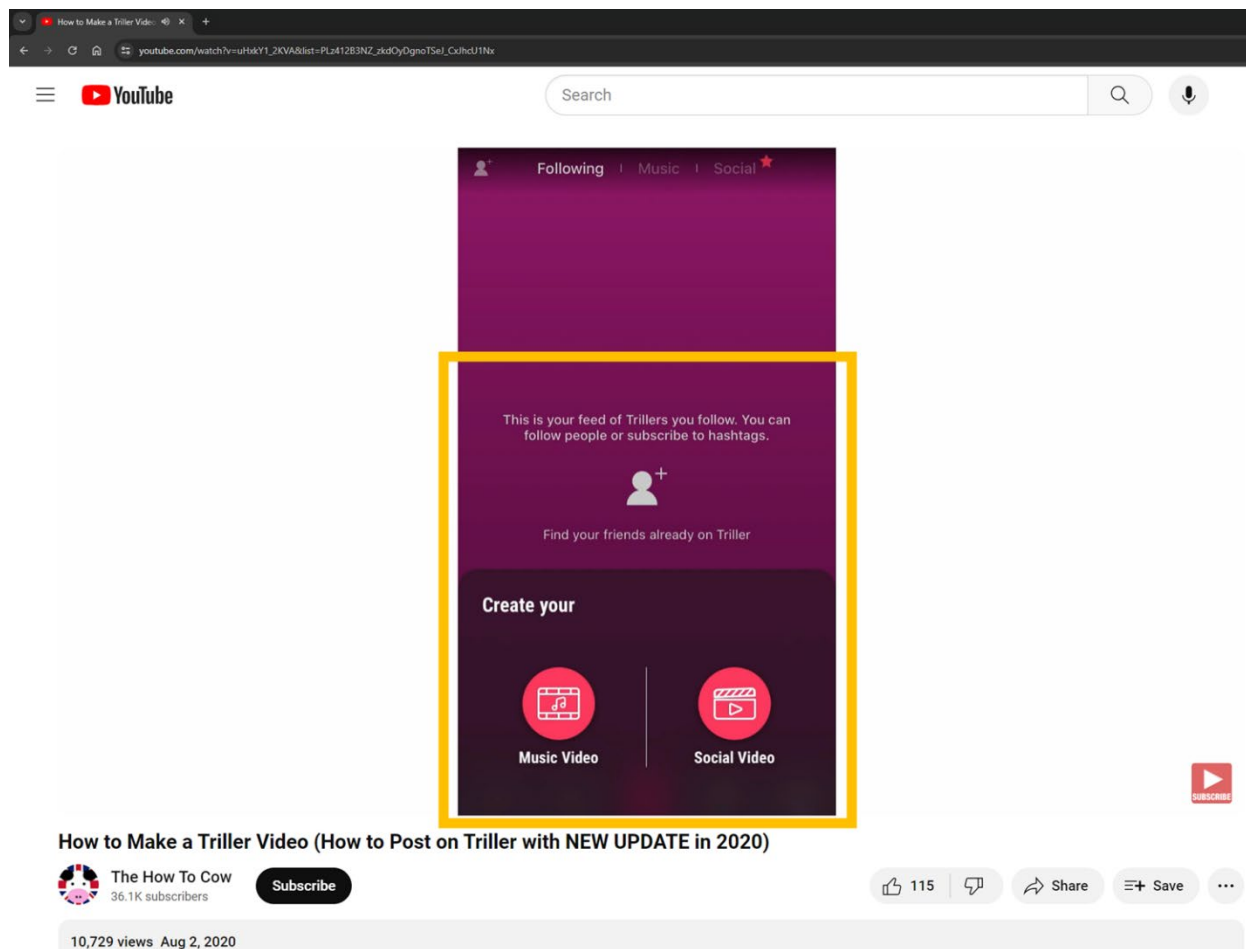 How to Make a Triller Video
youtube.com/watch?v=uHxkY1_2KVA&list=PLz412B3NZ_zkdOyDgnoTSeJ_CxJhcU1Nx
YouTube
Search
Following Music Social
This is your feed of Trillers you follow. You can
follow people or subscribe to hashtags.
Find your friends already on Triller
Create your
Music Video Social Video
SUBSCRIBE
How to Make a Triller Video (How to Post on Triller with NEW UPDATE in 2020)
The How To Cow
36.1K subscribers
Subscribe
115 Share Save
10,729 views Aug 2, 2020